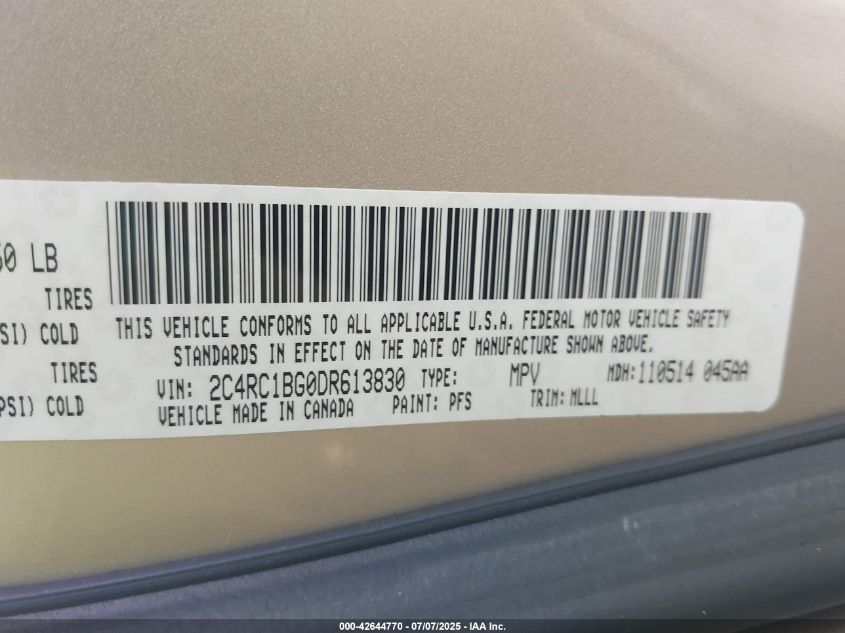 50 LB
TIRES
SI) COLD
TIRES
PSI) COLD
THIS VEHICLE CONFORMS TO ALL APPLICABLE U.S.A. FEDERAL MOTOR VEHICLE SAFETY
STANDARDS IN EFFECT ON THE DATE OF MANUFACTURE SHOWN ABOVE.
VIN: 2C4RC1BG0DR613830 TYPE: MPV MDH: 110514 045AA
VEHICLE MADE IN CANADA PAINT: PFS TRIM: MLLL
000-42644770 - 07/07/2025 - IAA Inc.